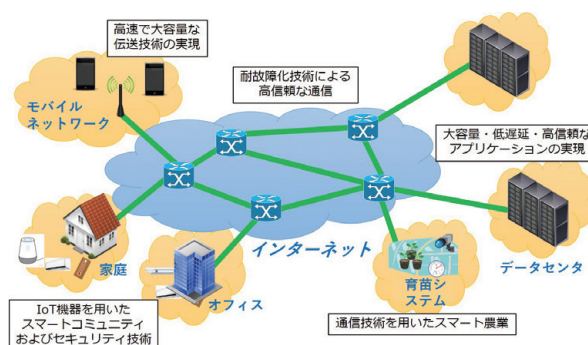 高速で大容量な
伝送技術の実現
モバイル
ネットワーク
耐故障化技術による
高信頼な通信
大容量・低遅延・高信頼な
アプリケーションの実現
インターネット
データセンタ
家庭
オフィス
育苗シ
ステム
IoT機器を用いた
スマートコミュニティ
およびセキュリティ技術
通信技術を用いたスマート農業